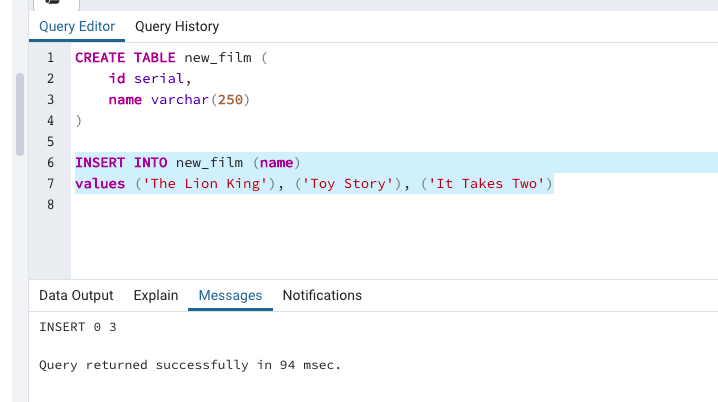 Query Editor Query History
1 CREATE TABLE new_film (
2 id serial,
3 name varchar(250)
4 )
5
6 INSERT INTO new_film (name)
7 values ('The Lion King'), ('Toy Story'), ('It Takes Two')
8
Data Output Explain Messages Notifications
INSERT 0 3
Query returned successfully in 94 msec.